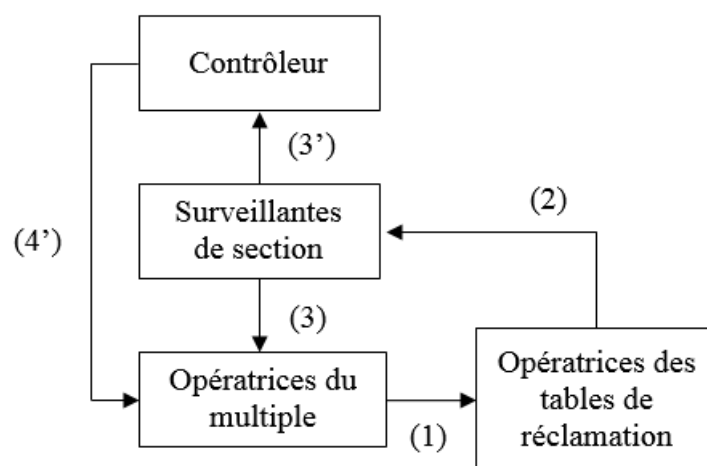 Contrôleur
(3’)
Surveillantes
de section
(2)
(4’)
(3)
Opératrices du
multiple
(1)
Opératrices des
tables de
réclamation